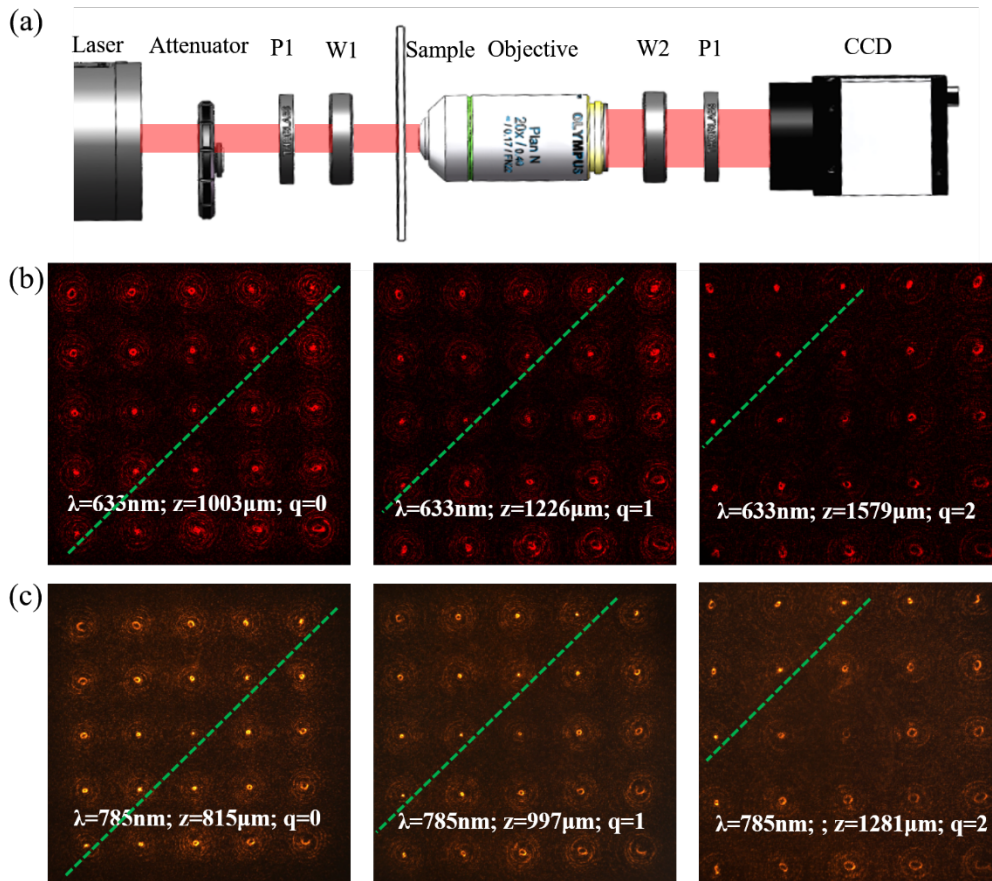 (a)
Laser Attenuator P1 W1 Sample Objective W2 P1 CCD
OLYMPUS
Plan N
20x / 0.40
(b)
λ=633nm; z=1003μm; q=0
λ=633nm; z=1226μm; q=1
λ=633nm; z=1579μm; q=2
(c)
λ=785nm; z=815μm; q=0
λ=785nm; z=997μm; q=1
λ=785nm; ; z=1281μm; q=2